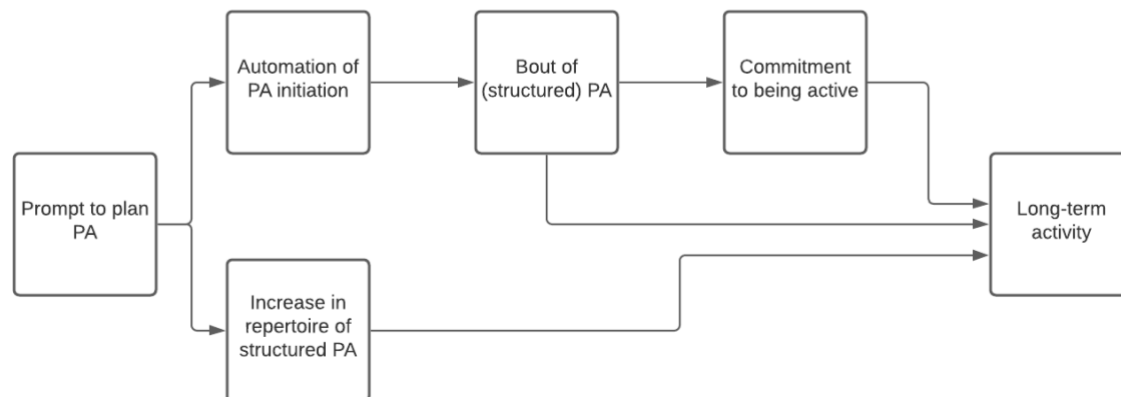 Automation of
PA initiation
Bout of
(structured) PA
Commitment
to being active
Prompt to plan
PA
Long-term
activity
Increase in
repertoire of
structured PA